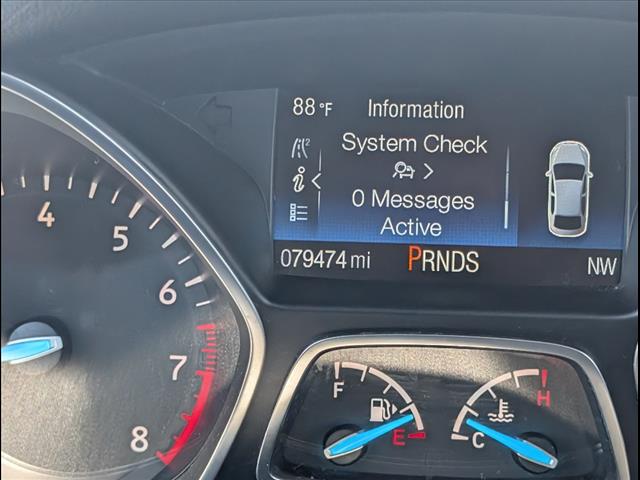 88 °F Information
System Check
0 Messages
Active
079474 mi PRNDS NW
4
5
6
7
8
F
E
H
C